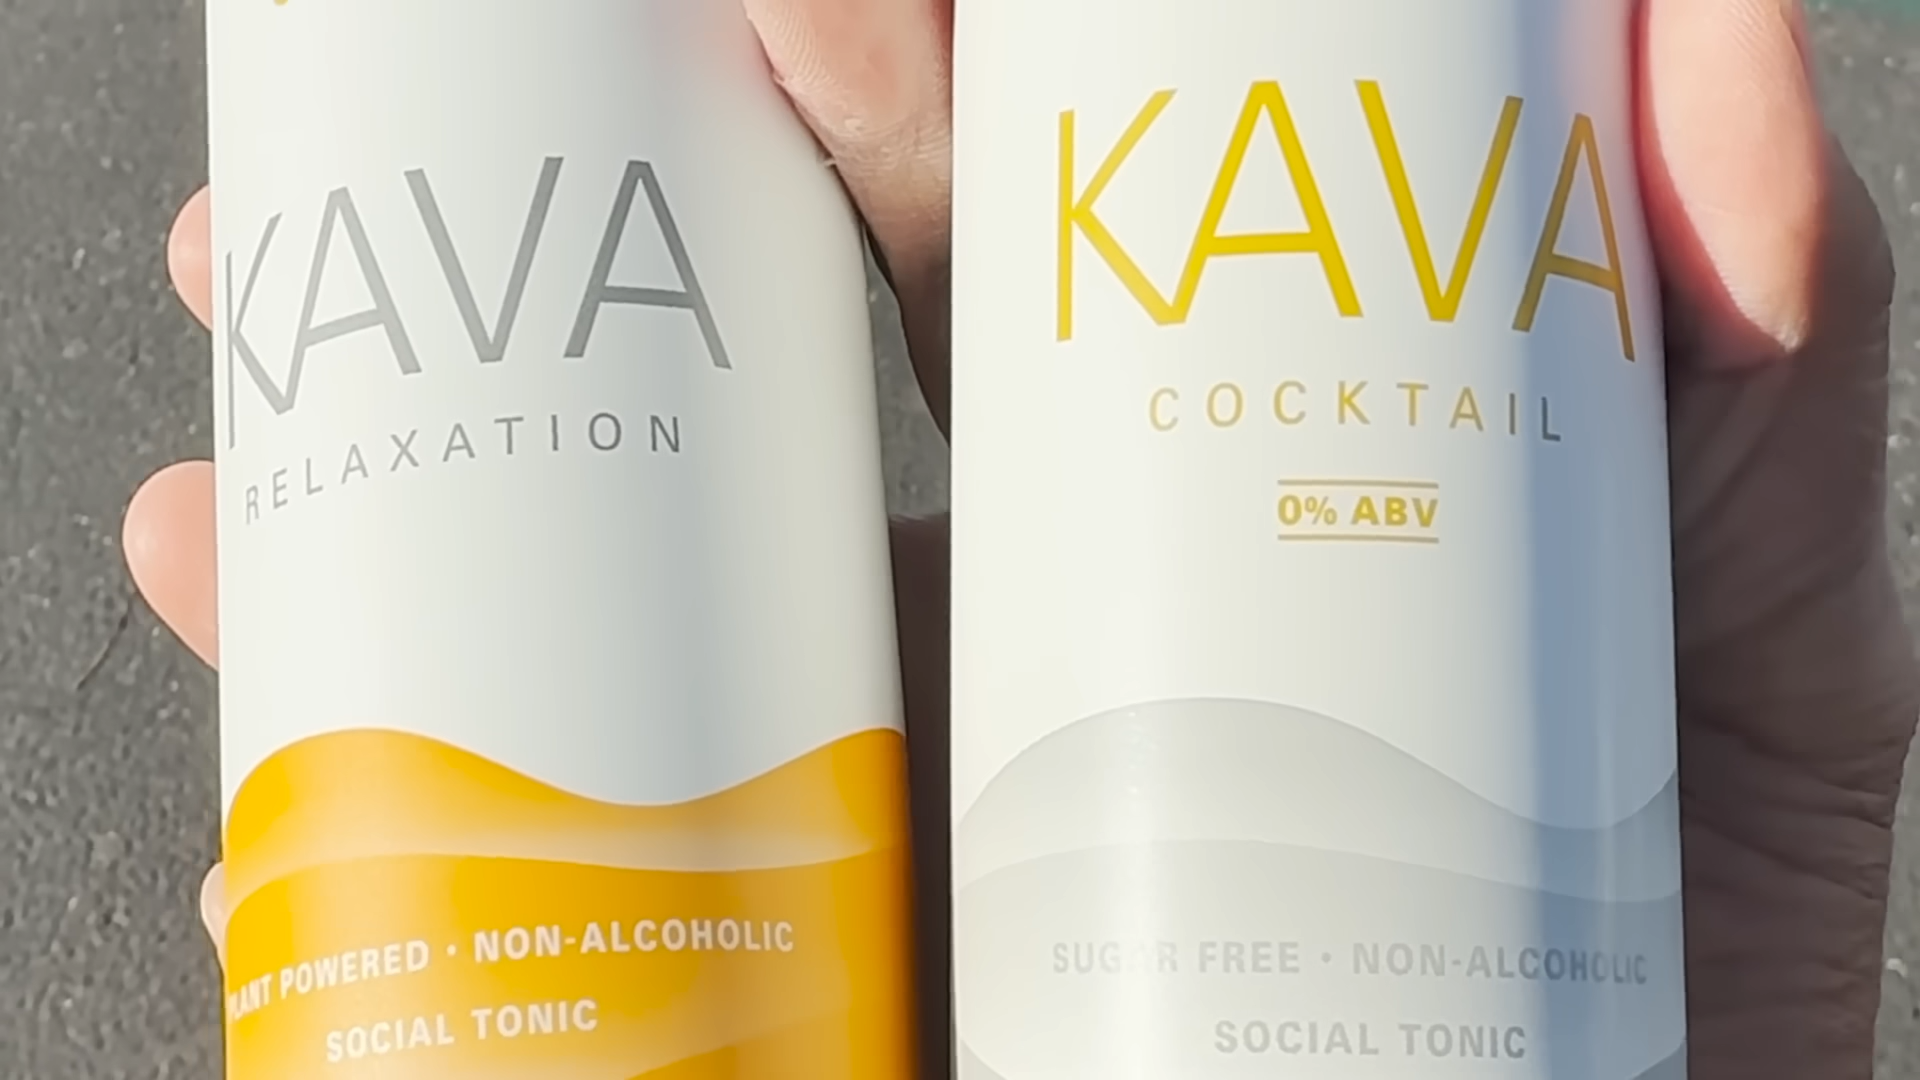 KAVA
RELAXATION
PLANT POWERED · NON-ALCOHOLIC
SOCIAL TONIC
KAVA
COCKTAIL
0% ABV
SUGAR FREE · NON-ALCOHOLIC
SOCIAL TONIC